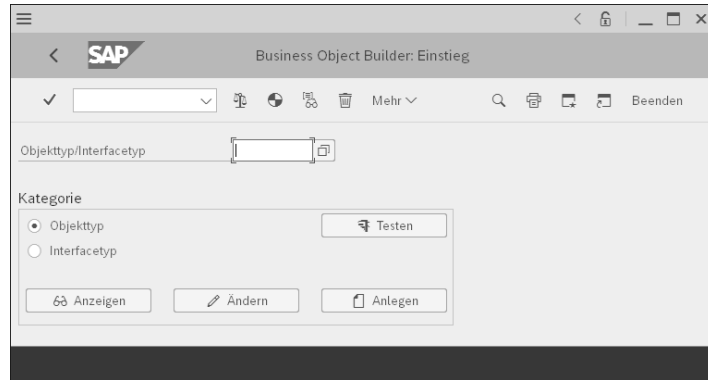 SAP
Business Object Builder: Einstieg
Mehr
Beenden
Objekttyp/Interfacetyp
Kategorie
Objekttyp
Testen
Interfacetyp
Anzeigen
Ändern
Anlegen